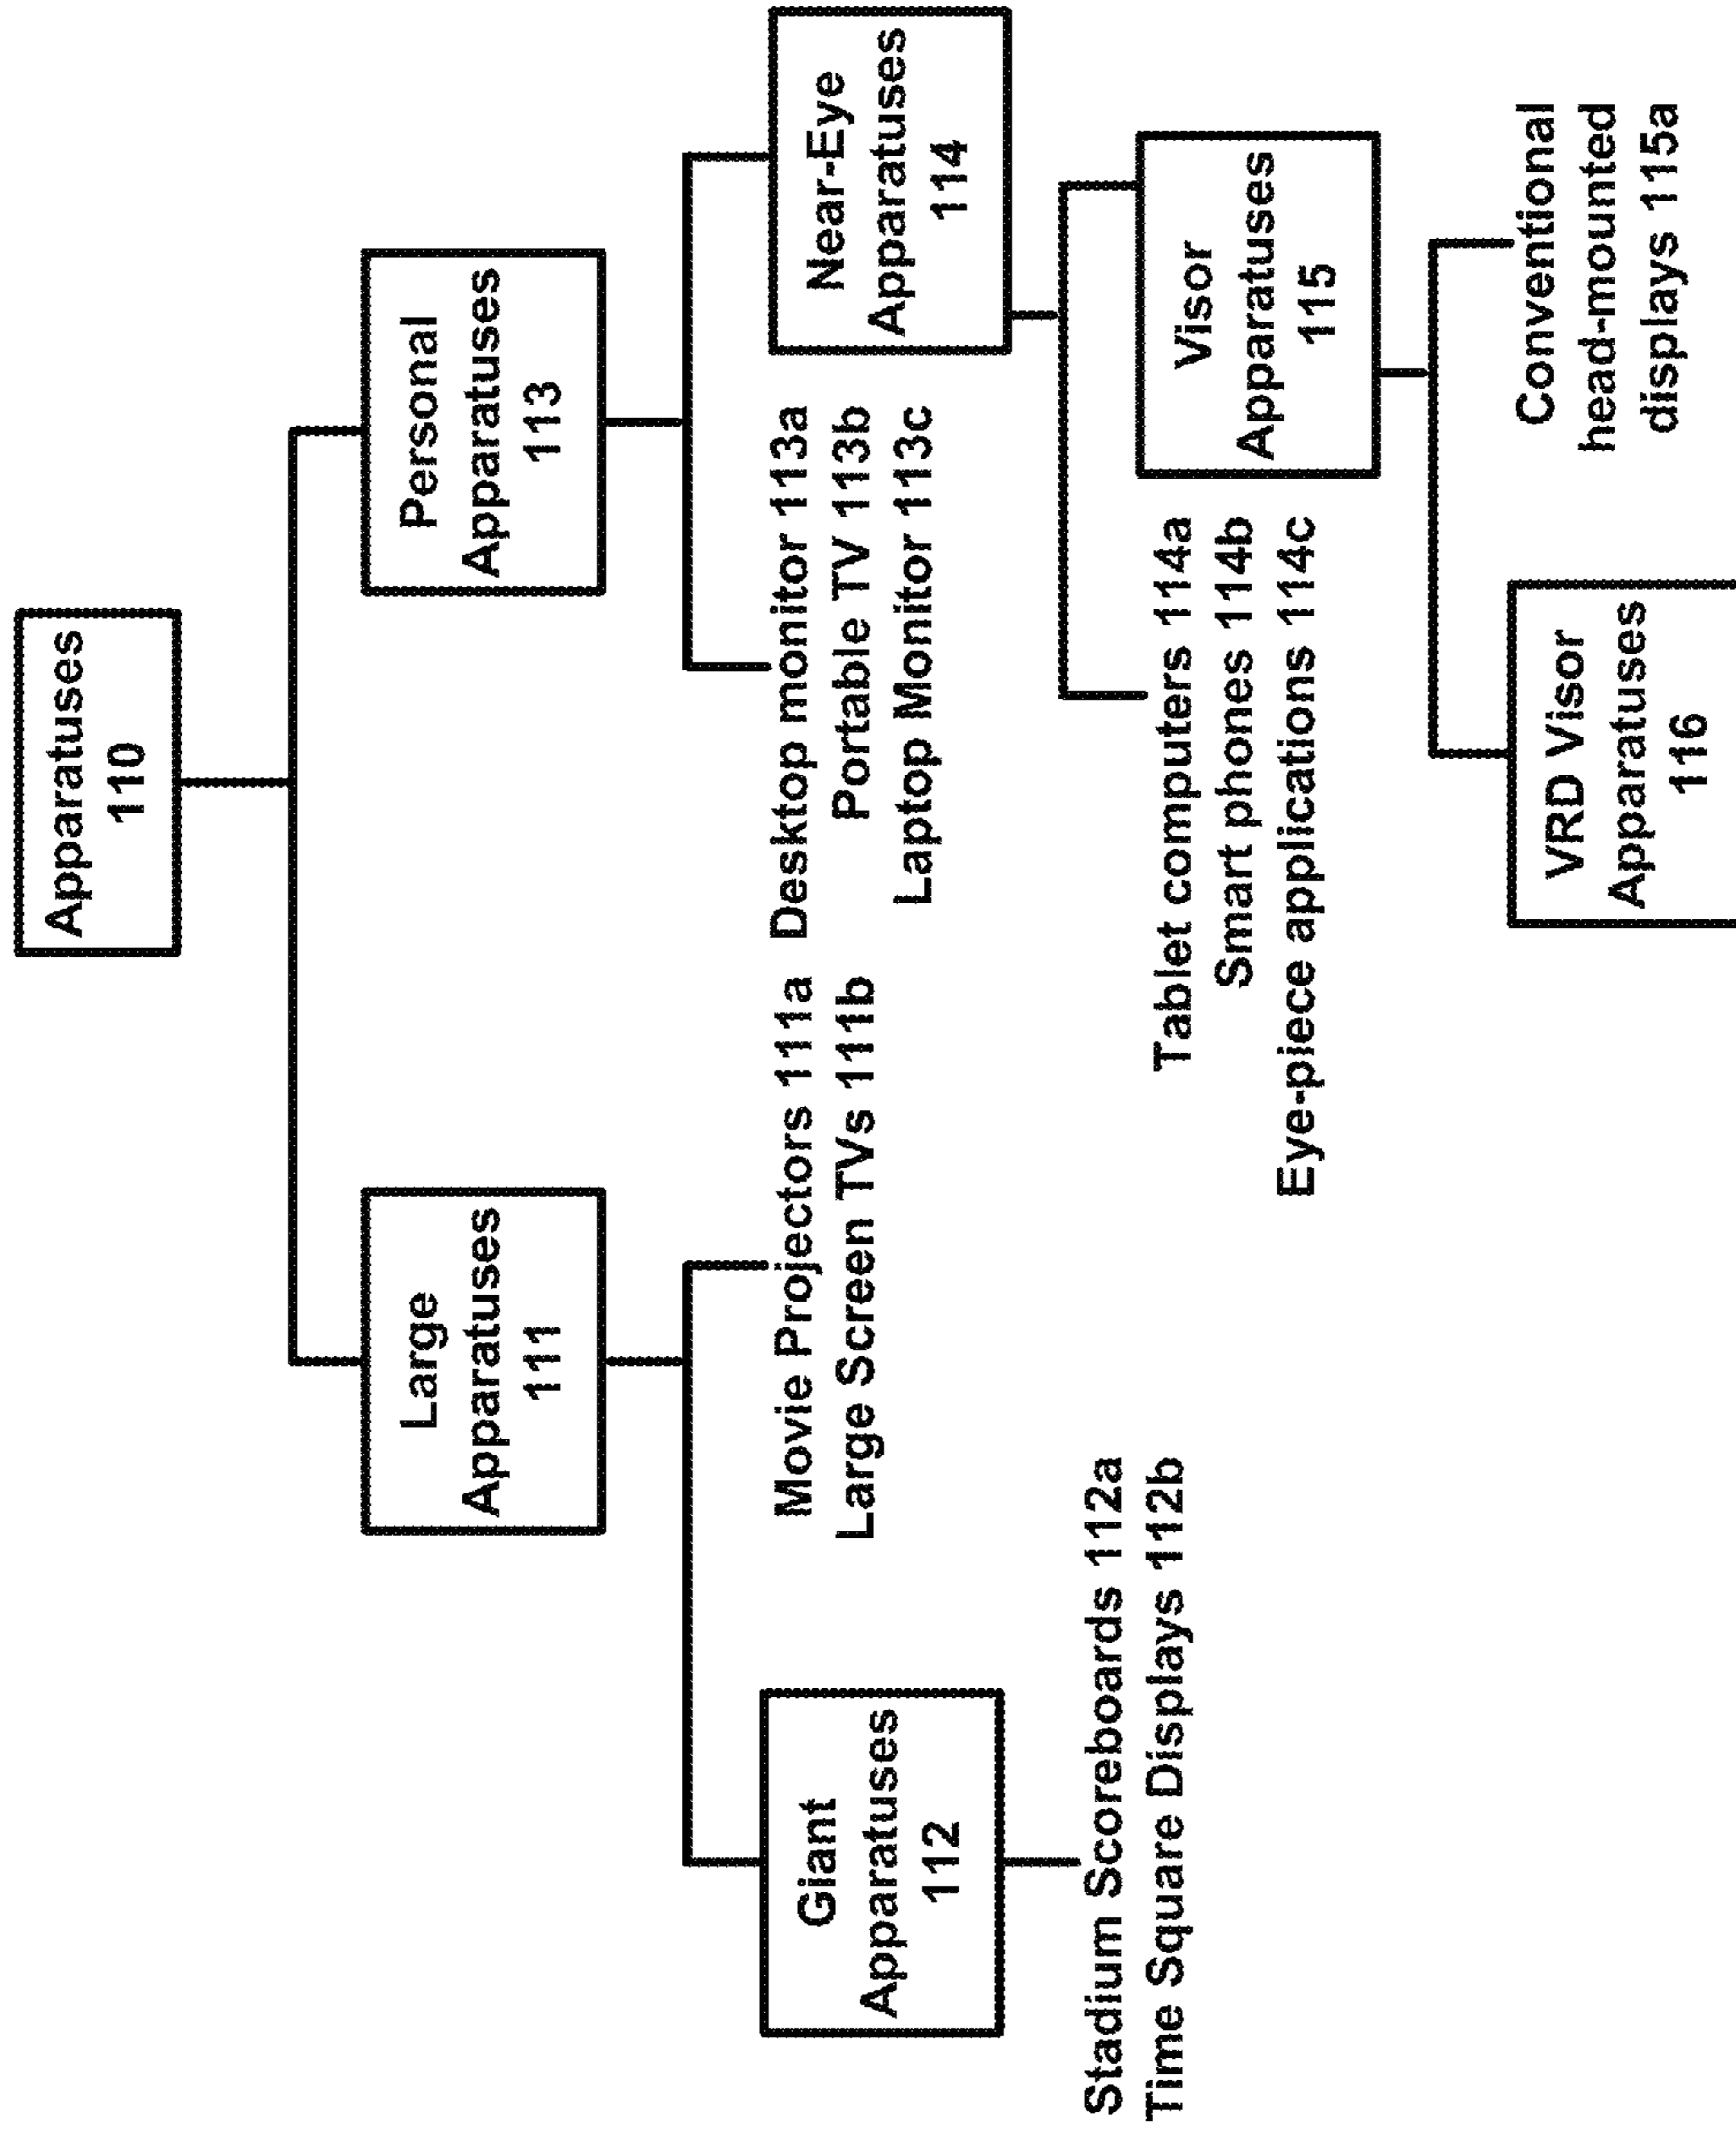 Apparatuses
110
Large
Apparatuses
111
Personal
Apparatuses
113
Giant
Apparatuses
112
Movie Projectors 111a
Large Screen TVs 111b
Desktop monitor 113a
Portable TV 113b
Laptop Monitor 113c
Near-Eye
Apparatuses
114
Stadium Scoreboards 112a
Time Square Displays 112b
Tablet computers 114a
Smart phones 114b
Eye-piece applications 114c
Visor
Apparatuses
115
VRD Visor
Apparatuses
116
Conventional
head-mounted
displays 115a